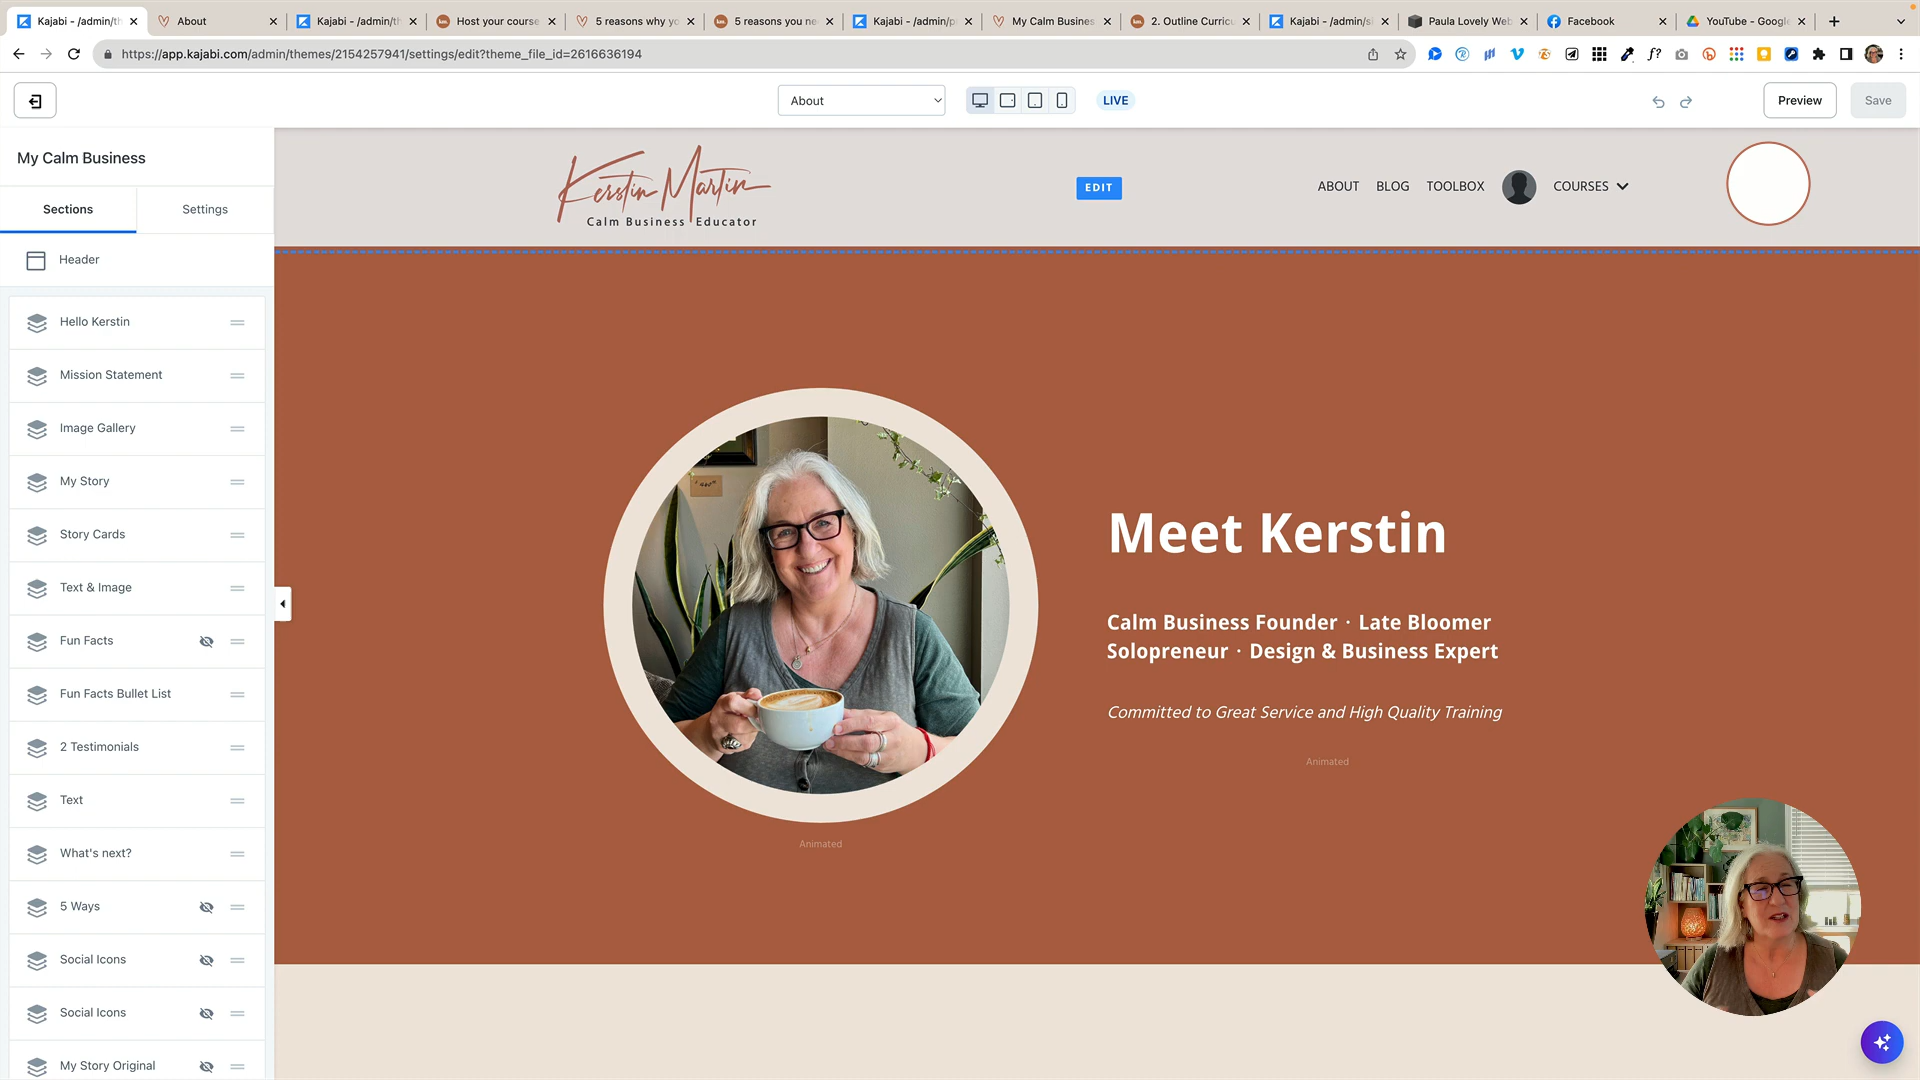 Kajabi - /admin/th
About
Kajabi - /admin/th
Host your course
5 reasons why yo
5 reasons you ne
Kajabi - /admin/p
My Calm Busines
2. Outline Curricu
Kajabi - /admin/si
Paula Lovely Web
Facebook
YouTube - Google
https://app.kajabi.com/admin/themes/2154257941/settings/edit?theme_file_id=2616636194
About
LIVE
Preview
Save
My Calm Business
Sections
Settings
Header
Hello Kerstin
Mission Statement
Image Gallery
My Story
Story Cards
Text & Image
Fun Facts
Fun Facts Bullet List
2 Testimonials
Text
What's next?
5 Ways
Social Icons
Social Icons
My Story Original
Kerstin Martin
Calm Business Educator
EDIT
ABOUT
BLOG
TOOLBOX
COURSES
Meet Kerstin
Calm Business Founder · Late Bloomer
Solopreneur · Design & Business Expert
Committed to Great Service and High Quality Training
Animated
Animated